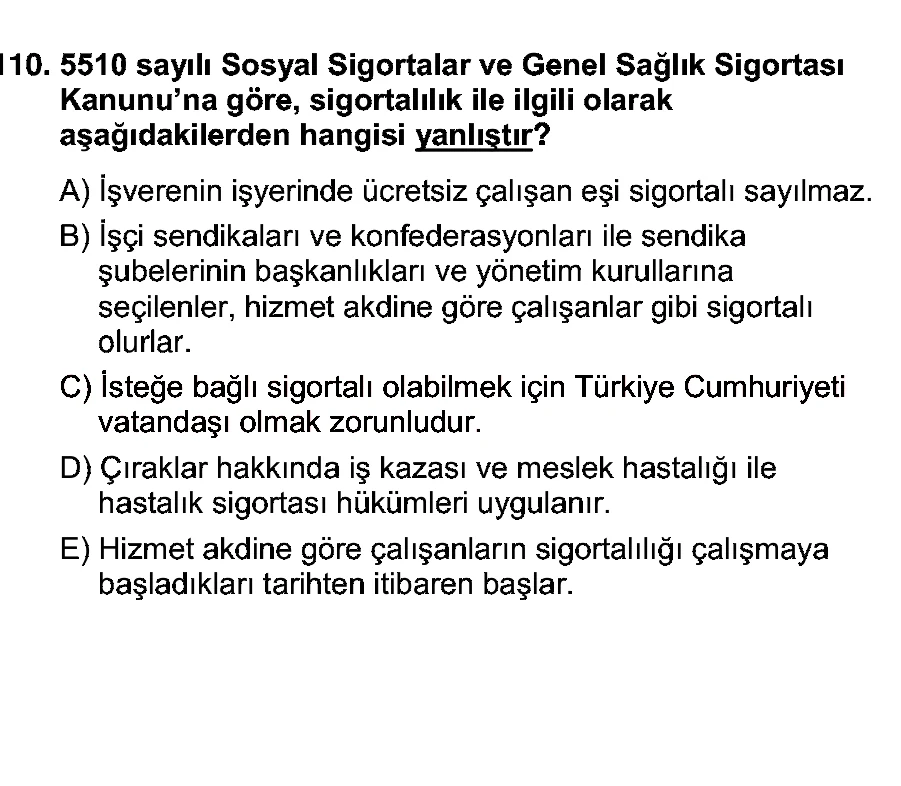 110. 5510 sayılı Sosyal Sigortalar ve Genel Sağlık Sigortası
Kanunu’na göre, sigortalılık ile ilgili olarak
aşağıdakilerden hangisi yanlıştır?
A) İşverenin işyerinde ücretsiz çalışan eşi sigortalı sayılmaz.
B) İşçi sendikaları ve konfederasyonları ile sendika
şubelerinin başkanlıkları ve yönetim kurullarına
seçilenler, hizmet akdine göre çalışanlar gibi sigortalı
olurlar.
C) İsteğe bağlı sigortalı olabilmek için Türkiye Cumhuriyeti
vatandaşı olmak zorunludur.
D) Çıraklar hakkında iş kazası ve meslek hastalığı ile
hastalık sigortası hükümleri uygulanır.
E) Hizmet akdine göre çalışanların sigortalılığı çalışmaya
başladıkları tarihten itibaren başlar.